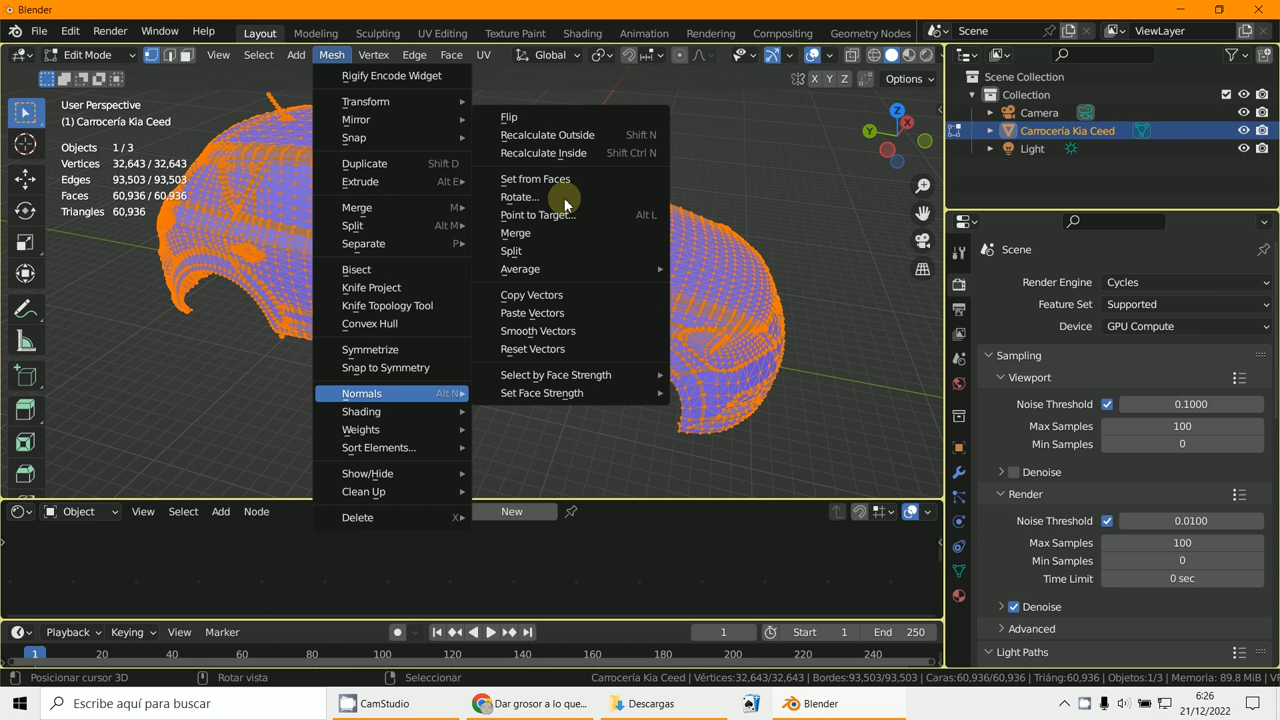 Blender
File Edit Render Window Help Layout Modeling Sculpting UV Editing Texture Paint Shading Animation Rendering Compositing Geometry Nodes Scene ViewLayer
Edit Mode View Select Add Mesh Vertex Edge Face UV Global
X Y Z Options
User Perspective
(1) Carrocería Kia Ceed
Objects 1 / 3
Vertices 32,643 / 32,643
Edges 93,503 / 93,503
Faces 60,936 / 60,936
Triangles 60,936
Rigify Encode Widget
Transform
Mirror
Snap
Duplicate Shift D
Extrude Alt E
Merge M
Split Alt M
Separate P
Bisect
Knife Project
Knife Topology Tool
Convex Hull
Symmetrize
Snap to Symmetry
Normals Alt N
Shading
Weights
Sort Elements...
Show/Hide
Clean Up
Delete X
Flip
Recalculate Outside Shift N
Recalculate Inside Shift Ctrl N
Set from Faces
Rotate...
Point to Target... Alt L
Merge
Split
Average
Copy Vectors
Paste Vectors
Smooth Vectors
Reset Vectors
Select by Face Strength
Set Face Strength
Z
X
Y
Scene Collection
Collection
Camera
Carrocería Kia Ceed
Light
Scene
Render Engine Cycles
Feature Set Supported
Device GPU Compute
Sampling
Viewport
Noise Threshold 0.1000
Max Samples 100
Min Samples 0
Denoise
Render
Noise Threshold 0.0100
Max Samples 100
Min Samples 0
Time Limit 0 sec
Denoise
Advanced
Light Paths
Object View Select Add Node New
Playback Keying View Marker 1 Start 1 End 250
1 20 40 60 80 100 120 140 160 180 200 220 240
Posicionar cursor 3D Rotar vista Seleccionar Carrocería Kia Ceed | Vértices:32,643/32,643 | Bordes:93,503/93,503 | Caras:60,936/60,936 | Triáng:60,936 | Objetos:1/3 | Memoria: 89.8 MiB | V
Escribe aquí para buscar CamStudio Dar grosor a lo que... Descargas Blender 6:26
21/12/2022